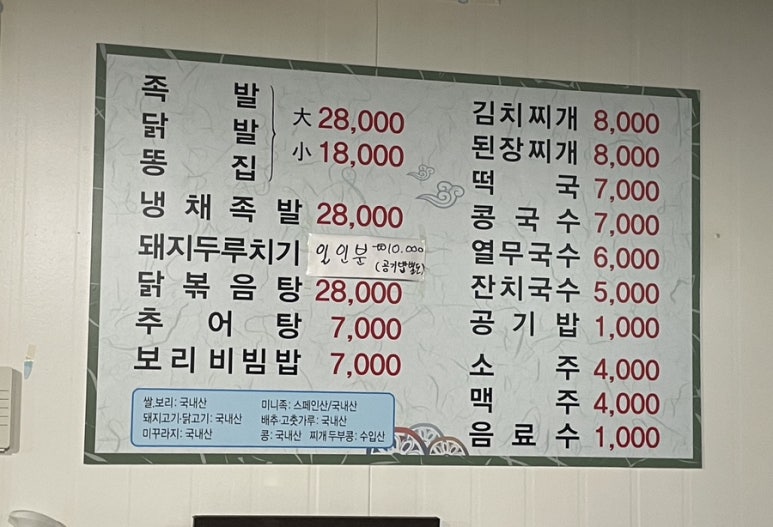 족 발
닭 발
똥 집
大 28,000
小 18,000
냉 채 족 발 28,000
돼지두루치기 일인분 ₩10.000
(공기밥별도)
닭 볶 음 탕 28,000
추 어 탕 7,000
보리비빔밥 7,000
쌀,보리: 국내산
돼지고기·닭고기: 국내산
미꾸라지: 국내산
미니족: 스페인산/국내산
배추·고춧가루: 국내산
콩: 국내산 찌개두부콩: 수입산
김치찌개 8,000
된장찌개 8,000
떡 국 7,000
콩 국 수 7,000
열무국수 6,000
잔치국수 5,000
공 기 밥 1,000
소 주 4,000
맥 주 4,000
음 료 수 1,000